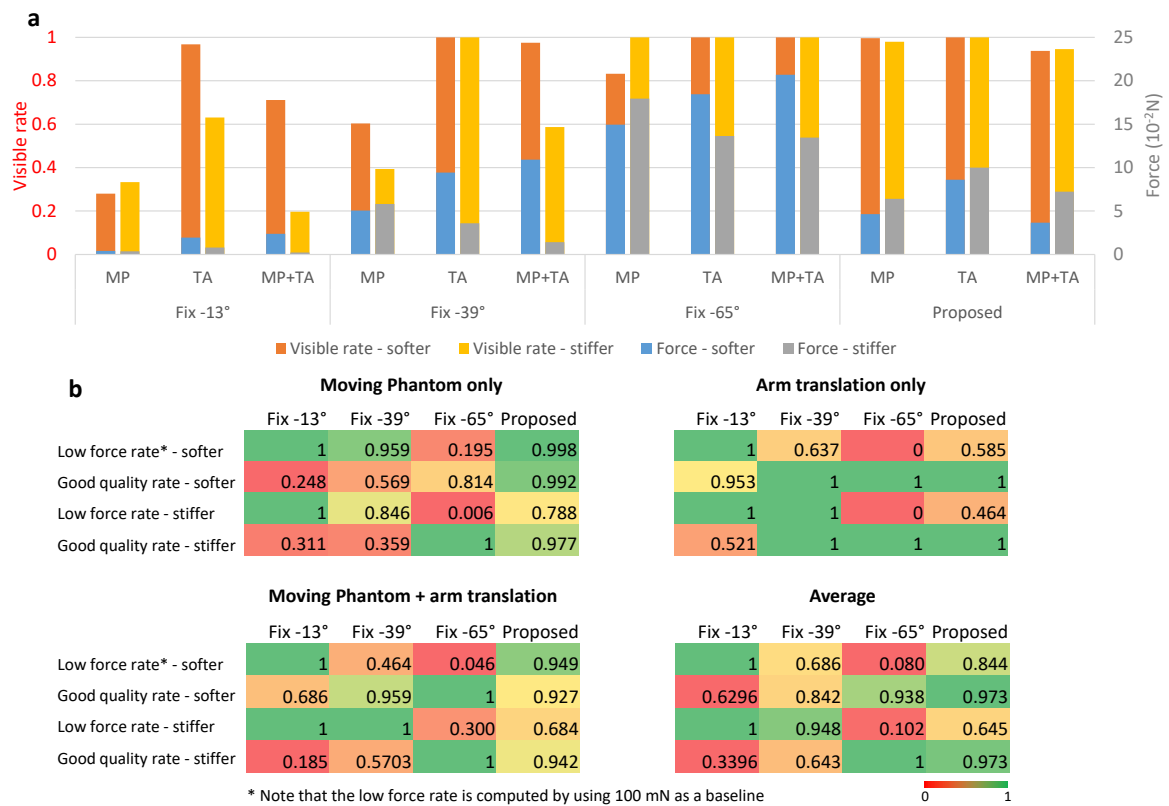 a
1 0.8 0.6 0.4 0.2 0
Visible rate
25 20 15 10 5 0
Force (10⁻²N)
MP TA MP+TA MP TA MP+TA MP TA MP+TA MP TA MP+TA
Fix -13° Fix -39° Fix -65° Proposed
Visible rate - softer Visible rate - stiffer Force - softer Force - stiffer
b
Moving Phantom only
Fix -13° Fix -39° Fix -65° Proposed
Low force rate* - softer 1 0.959 0.195 0.998
Good quality rate - softer 0.248 0.569 0.814 0.992
Low force rate - stiffer 1 0.846 0.006 0.788
Good quality rate - stiffer 0.311 0.359 1 0.977
Arm translation only
Fix -13° Fix -39° Fix -65° Proposed
1 0.637 0 0.585
0.953 1 1 1
1 1 0 0.464
0.521 1 1 1
Moving Phantom + arm translation
Fix -13° Fix -39° Fix -65° Proposed
Low force rate* - softer 1 0.464 0.046 0.949
Good quality rate - softer 0.686 0.959 1 0.927
Low force rate - stiffer 1 1 0.300 0.684
Good quality rate - stiffer 0.185 0.5703 1 0.942
Average
Fix -13° Fix -39° Fix -65° Proposed
1 0.686 0.080 0.844
0.6296 0.842 0.938 0.973
1 0.948 0.102 0.645
0.3396 0.643 1 0.973
* Note that the low force rate is computed by using 100 mN as a baseline
0 1